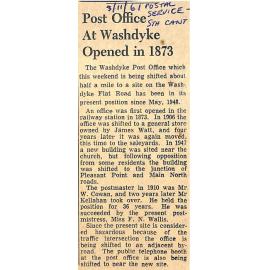 3/11/61 POSTAL
SERVICE -
STH CANT
Post Office
At Washdyke
Opened in 1873
The Washdyke Post Office which
this weekend is being shifted about
half a mile to a site on the Wash-
dyke Flat Road has been in its
present position since May, 1948.
An office was first opened in the
railway station in 1873. In 1906 the
office was shifted to a general store
owned by James Watt, and four
years later it was again moved,
this time to the saleyards. In 1947
a new building was sited near the
church, but following opposition
from some residents the building
was shifted to the junction of
Pleasant Point and Main North
roads.
The postmaster in 1910 was Mr
W. Cowan, and two years later Mr
Kellahan took over. He held the
position for 36 years. He was
succeeded by the present post-
mistress, Miss F. N. Wallis.
Since the present site is consid-
ered hazardous because of the
traffic intersection the office is
being shifted to an adjacent by-
road. The public telephone booth
at the post office is also being
shifted to near the new site.